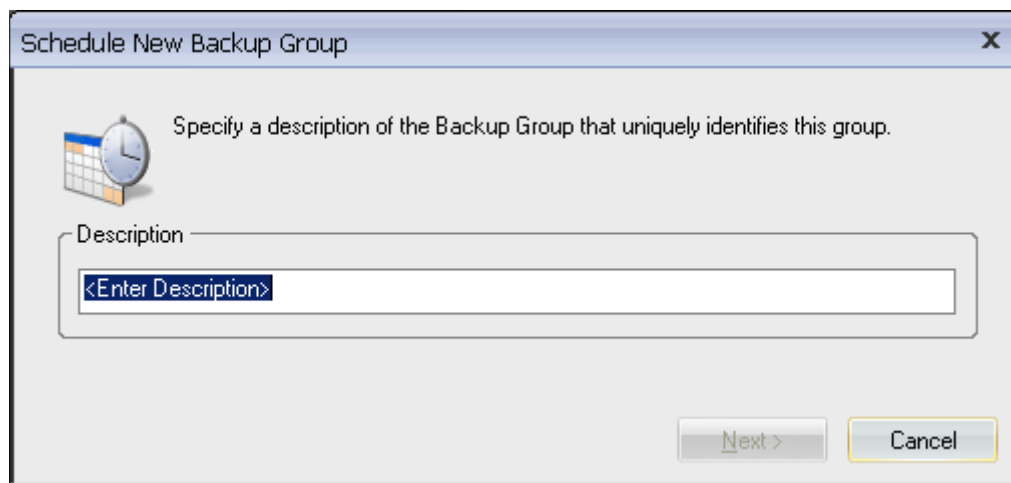 Schedule New Backup Group
x
Specify a description of the Backup Group that uniquely identifies this group.
Description
<Enter Description>
Next >
Cancel